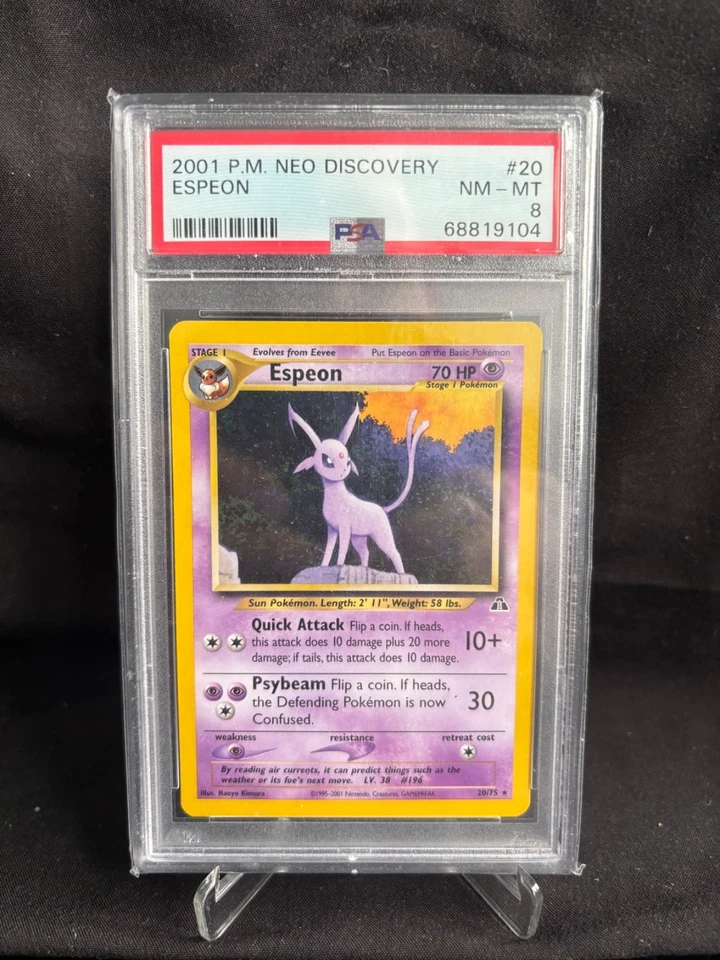 2001 P.M. NEO DISCOVERY #20
ESPEON NM - MT
8
PSA 68819104
STAGE 1 Evolves from Eevee Put Espeon on the Basic Pokémon
Espeon 70 HP
Stage 1 Pokémon
Sun Pokémon. Length: 2' 11", Weight: 58 lbs.
Quick Attack Flip a coin. If heads,
this attack does 10 damage plus 20 more 10+
damage; if tails, this attack does 10 damage.
Psybeam Flip a coin. If heads,
the Defending Pokémon is now 30
Confused.
weakness resistance retreat cost
By reading air currents, it can predict things such as the
weather or its foe's next move. LV. 38 #196
Illus. Naoyo Kimura ©1995-2001 Nintendo, Creatures, GAMEFREAK. 20/75 ★